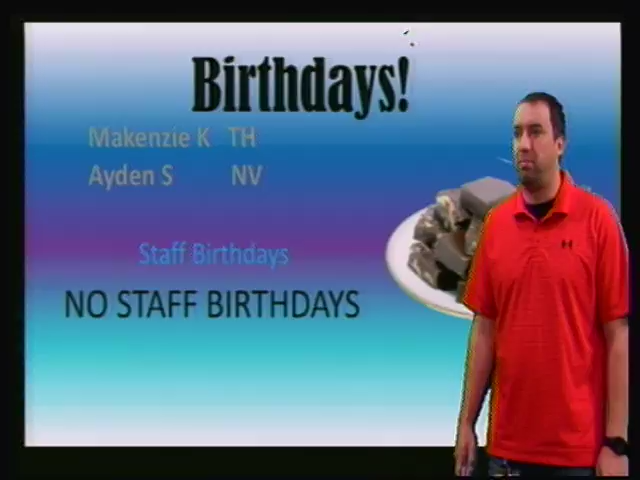 Birthdays!
Makenzie K TH
Ayden S NV
Staff Birthdays
NO STAFF BIRTHDAYS